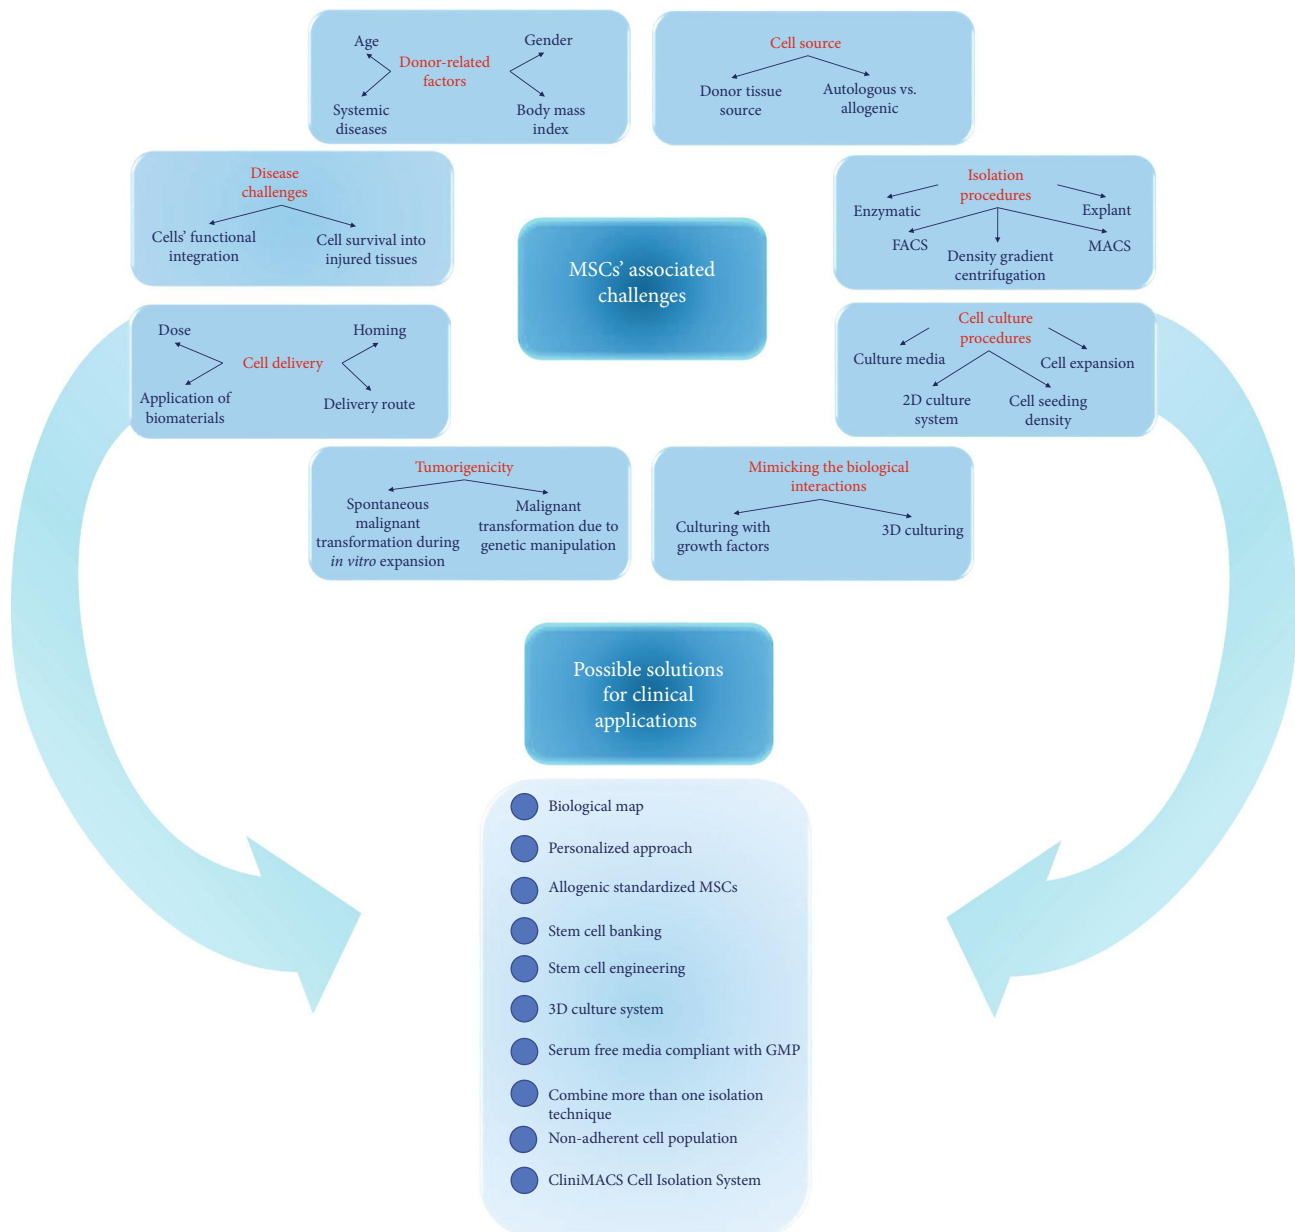 Age
Gender
Donor-related
factors
Systemic
diseases
Body mass
index
Cell source
Donor tissue
source
Autologous vs.
allogenic
Disease
challenges
Cells' functional
integration
Cell survival into
injured tissues
MSCs' associated
challenges
Isolation
procedures
Enzymatic
Explant
FACS
MACS
Density gradient
centrifugation
Dose
Homing
Cell delivery
Application of
biomaterials
Delivery route
Cell culture
procedures
Culture media
Cell expansion
2D culture
system
Cell seeding
density
Tumorigenicity
Spontaneous
malignant
transformation during
in vitro expansion
Malignant
transformation due to
genetic manipulation
Mimicking the biological
interactions
Culturing with
growth factors
3D culturing
Possible solutions
for clinical
applications
Biological map
Personalized approach
Allogenic standardized MSCs
Stem cell banking
Stem cell engineering
3D culture system
Serum free media compliant with GMP
Combine more than one isolation
technique
Non-adherent cell population
CliniMACS Cell Isolation System